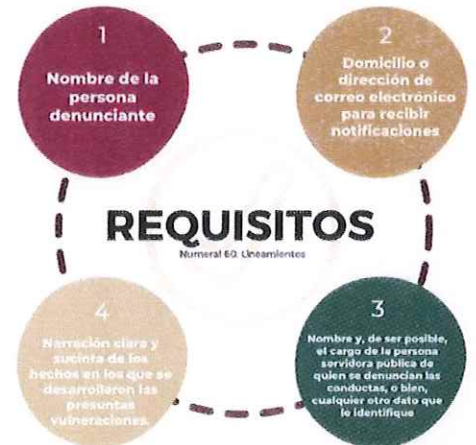 1
Nombre de la
persona
denunciante
2
Domicilio o
dirección de
correo electrónico
para recibir
notificaciones
REQUISITOS
Numeral 60. Lineamientos
4
Narración clara y
sucinta de los
hechos en los que se
desarrolleron las
presuntas
vulneraciones.
3
Nombre y, de ser posible,
el cargo de la persona
servidora pública de
quien se denuncian las
conductas, o bien,
cualquier otro dato que
le identifique